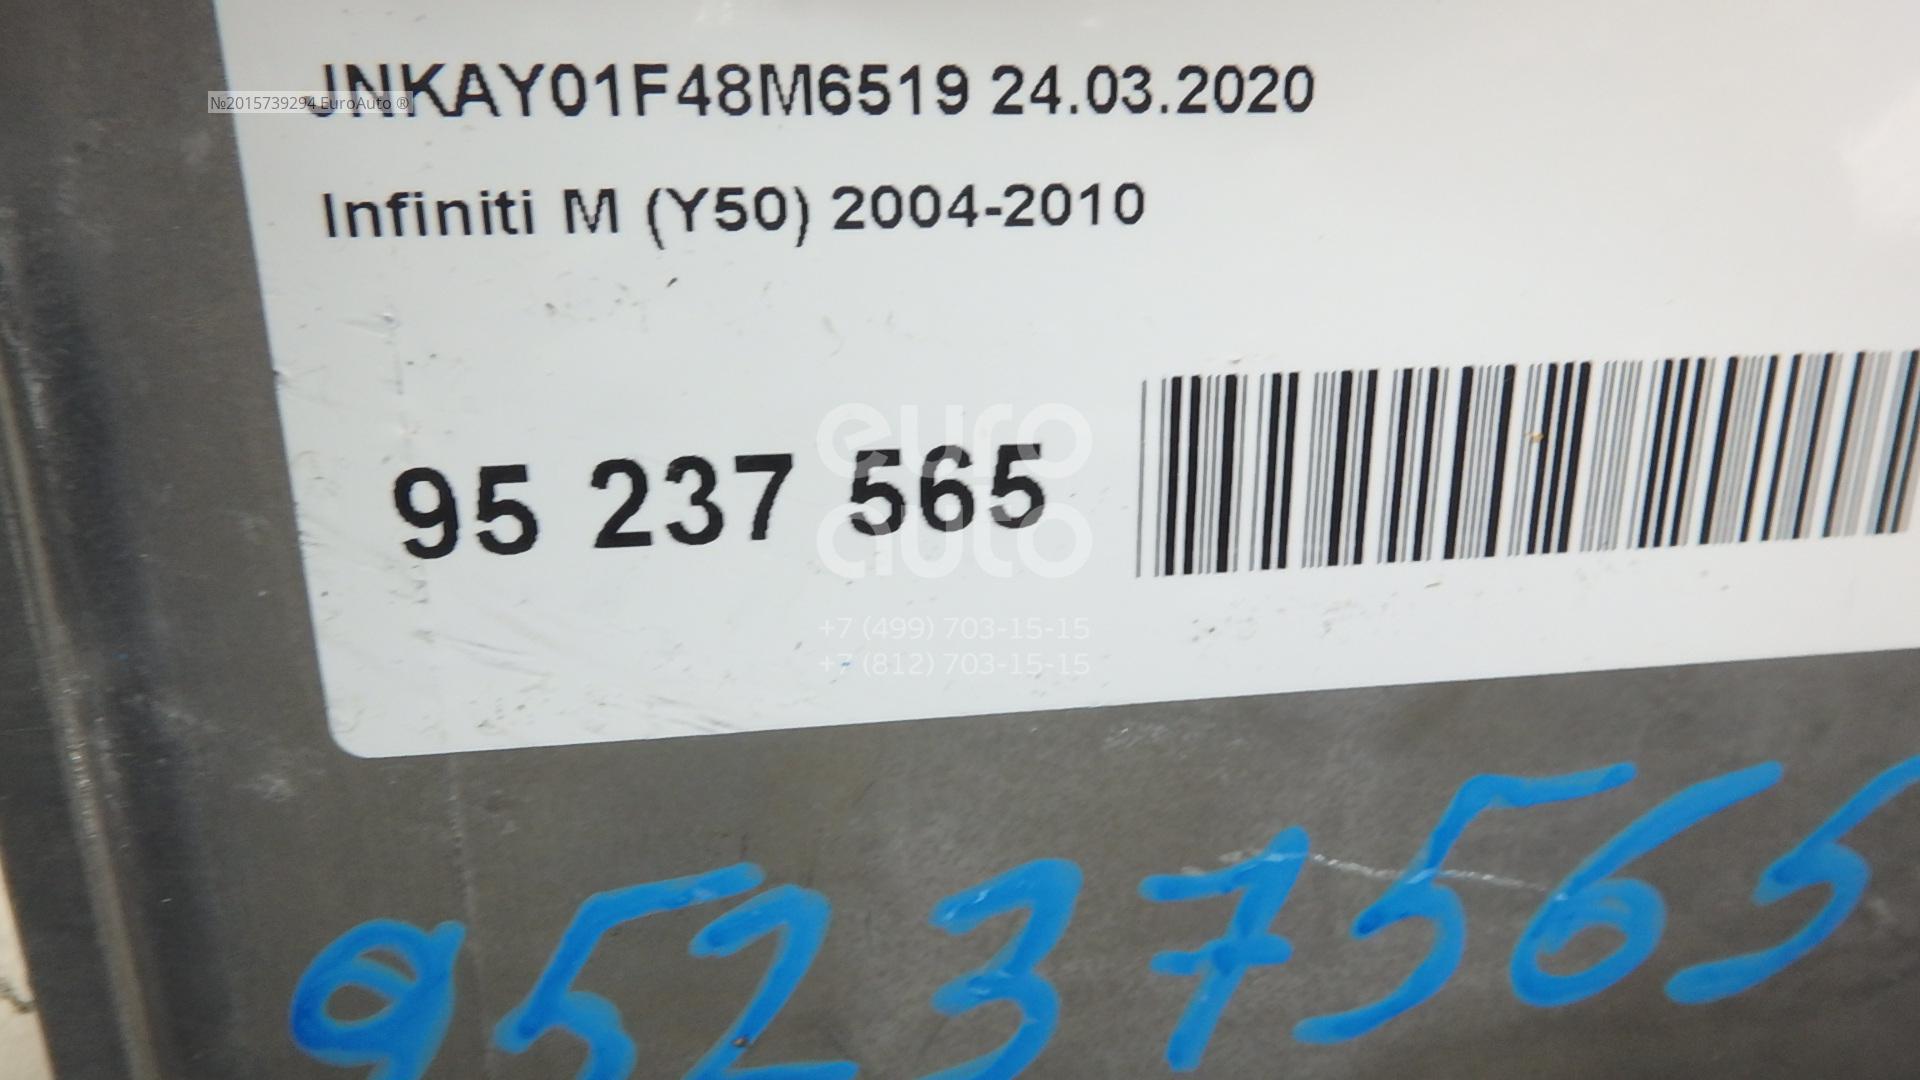 JNKAY01F48M6519 24.03.2020
№2015739294 EuroAuto ®
Infiniti M (Y50) 2004-2010
95 237 565
euro
auto
+7 (499) 703-15-15
+7 (812) 703-15-15
95237565